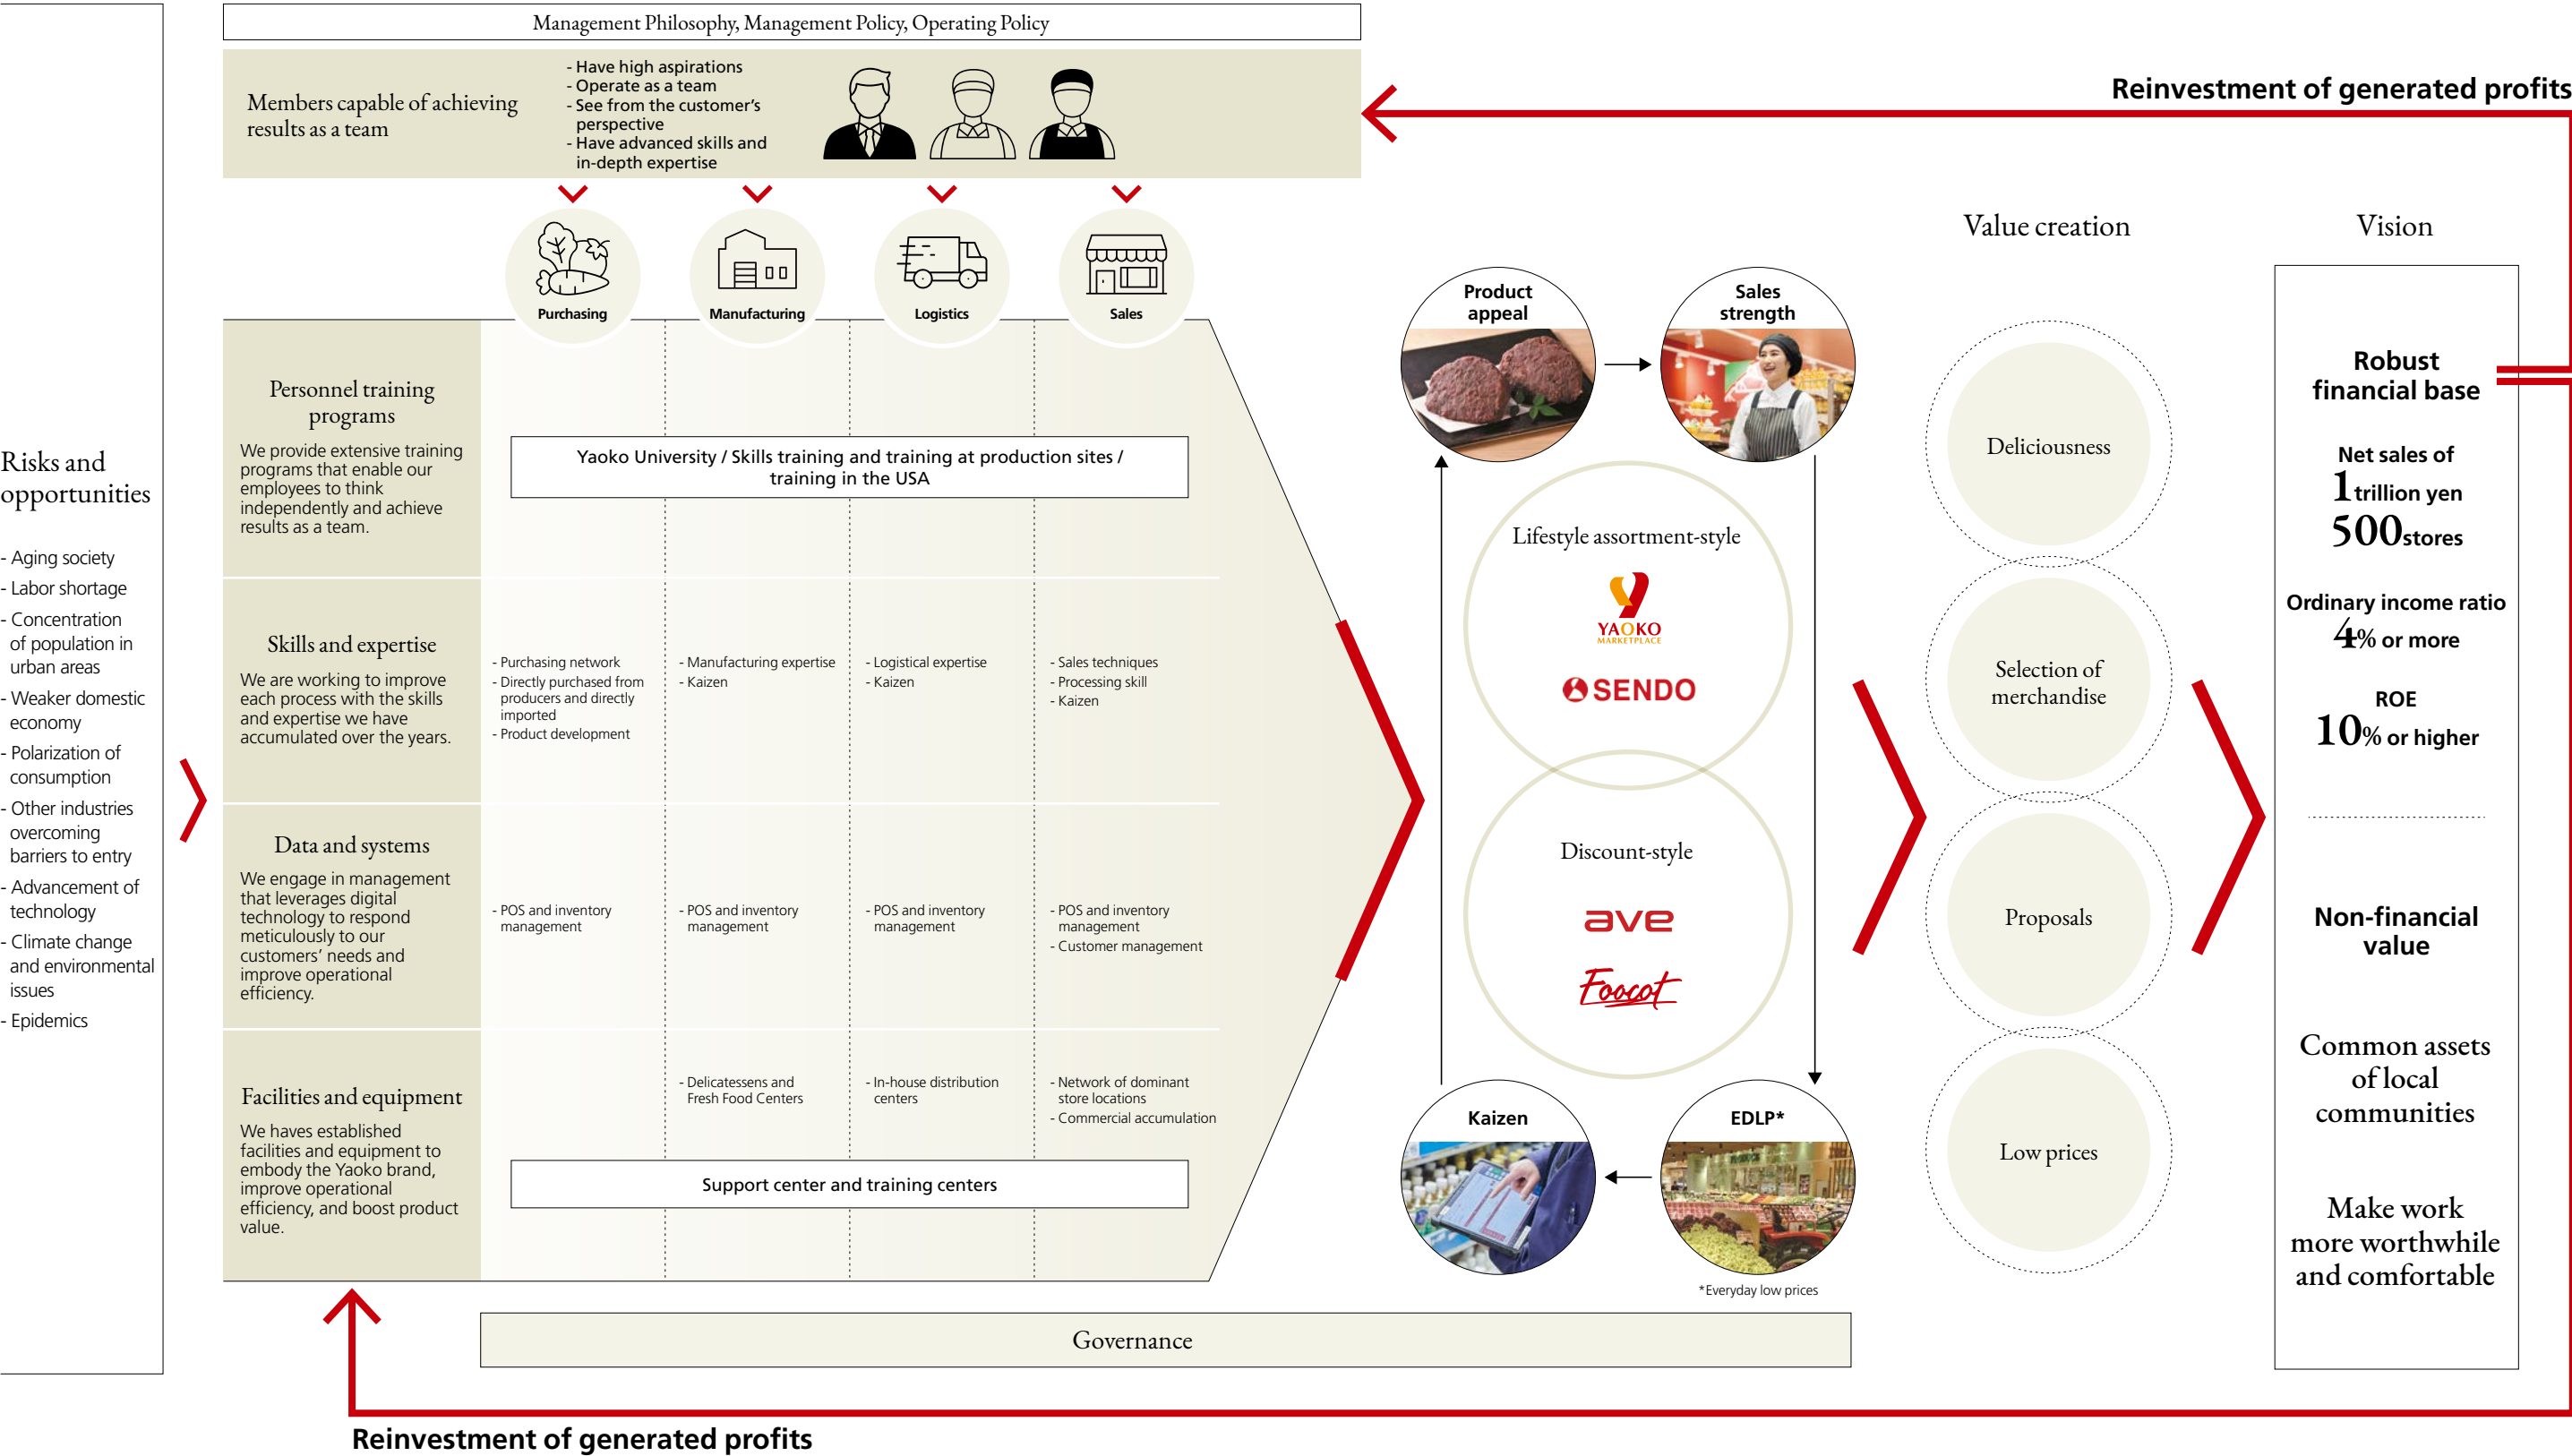 Management Philosophy, Management Policy, Operating Policy
Members capable of achieving
results as a team
- Have high aspirations
- Operate as a team
- See from the customer's
perspective
- Have advanced skills and
in-depth expertise
Reinvestment of generated profits
Risks and
opportunities
- Aging society
- Labor shortage
- Concentration
of population in
urban areas
- Weaker domestic
economy
- Polarization of
consumption
- Other industries
overcoming
barriers to entry
- Advancement of
technology
- Climate change
and environmental
issues
- Epidemics
Purchasing
Manufacturing
Logistics
Sales
Personnel training
programs
We provide extensive training
programs that enable our
employees to think
independently and achieve
results as a team.
Yaoko University / Skills training and training at production sites /
training in the USA
Skills and expertise
We are working to improve
each process with the skills
and expertise we have
accumulated over the years.
- Purchasing network
- Directly purchased from
producers and directly
imported
- Product development
- Manufacturing expertise
- Kaizen
- Logistical expertise
- Kaizen
- Sales techniques
- Processing skill
- Kaizen
Data and systems
We engage in management
that leverages digital
technology to respond
meticulously to our
customers' needs and
improve operational
efficiency.
- POS and inventory
management
- POS and inventory
management
- POS and inventory
management
- POS and inventory
management
- Customer management
Facilities and equipment
We haves established
facilities and equipment to
embody the Yaoko brand,
improve operational
efficiency, and boost product
value.
- Delicatessens and
Fresh Food Centers
- In-house distribution
centers
- Network of dominant
store locations
- Commercial accumulation
Support center and training centers
Product
appeal
Sales
strength
Lifestyle assortment-style
YAOKO
MARKETPLACE
SENDO
Discount-style
ave
Foocot
Kaizen
EDLP*
*Everyday low prices
Governance
Value creation
Deliciousness
Selection of
merchandise
Proposals
Low prices
Vision
Robust
financial base
Net sales of
1 trillion yen
500 stores
Ordinary income ratio
4% or more
ROE
10% or higher
Non-financial
value
Common assets
of local
communities
Make work
more worthwhile
and comfortable
Reinvestment of generated profits